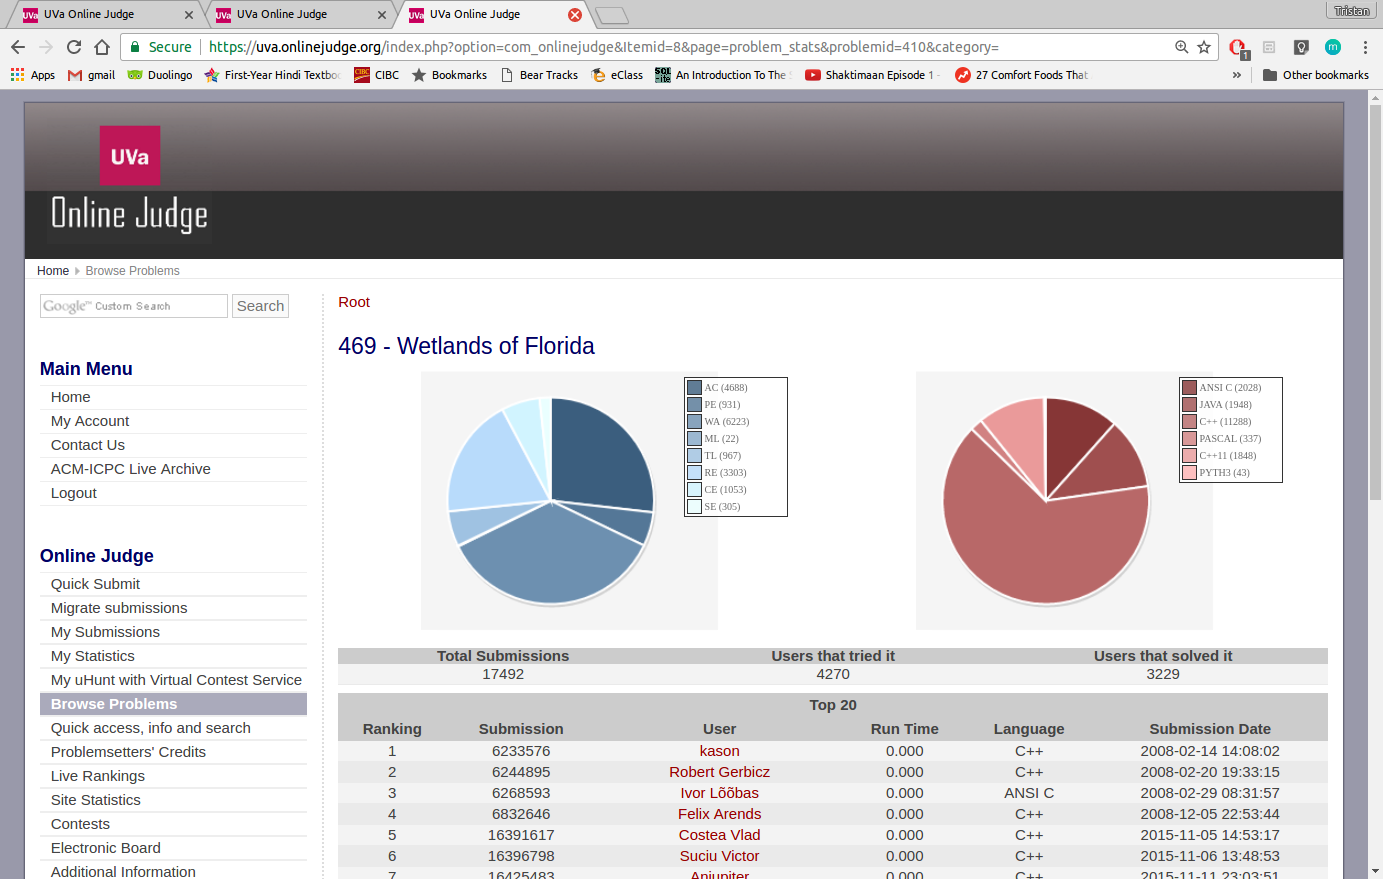 UVa Online Judge
UVa Online Judge
UVa Online Judge
Tristan
Secure
https://uva.onlinejudge.org/index.php?option=com_onlinejudge&Itemid=8&page=problem_stats&problemid=410&category=
1
m
Apps
gmail
Duolingo
First-Year Hindi Textbo
CIBC
CIBC
Bookmarks
Bear Tracks
eClass
An Introduction To The
Shaktimaan Episode 1 -
27 Comfort Foods That
»
Other bookmarks
UVa
Online Judge
Home
Browse Problems
Google™ Custom Search
Search
Root
469 - Wetlands of Florida
AC (4688)
PE (931)
WA (6223)
ML (22)
TL (967)
RE (3303)
CE (1053)
SE (305)
ANSI C (2028)
JAVA (1948)
C++ (11288)
PASCAL (337)
C++11 (1848)
PYTH3 (43)
Main Menu
Home
My Account
Contact Us
ACM-ICPC Live Archive
Logout
Online Judge
Quick Submit
Migrate submissions
My Submissions
My Statistics
My uHunt with Virtual Contest Service
Browse Problems
Quick access, info and search
Problemsetters' Credits
Live Rankings
Site Statistics
Contests
Electronic Board
Additional Information
Total Submissions Users that tried it Users that solved it
17492 4270 3229
Top 20
Ranking Submission User Run Time Language Submission Date
1 6233576 kason 0.000 C++ 2008-02-14 14:08:02
2 6244895 Robert Gerbicz 0.000 C++ 2008-02-20 19:33:15
3 6268593 Ivor Lõõbas 0.000 ANSI C 2008-02-29 08:31:57
4 6832646 Felix Arends 0.000 C++ 2008-12-05 22:53:44
5 16391617 Costea Vlad 0.000 C++ 2015-11-05 14:53:17
6 16396798 Suciu Victor 0.000 C++ 2015-11-06 13:48:53
7 16425483 Anjupiter 0.000 C++ 2015-11-11 23:03:51